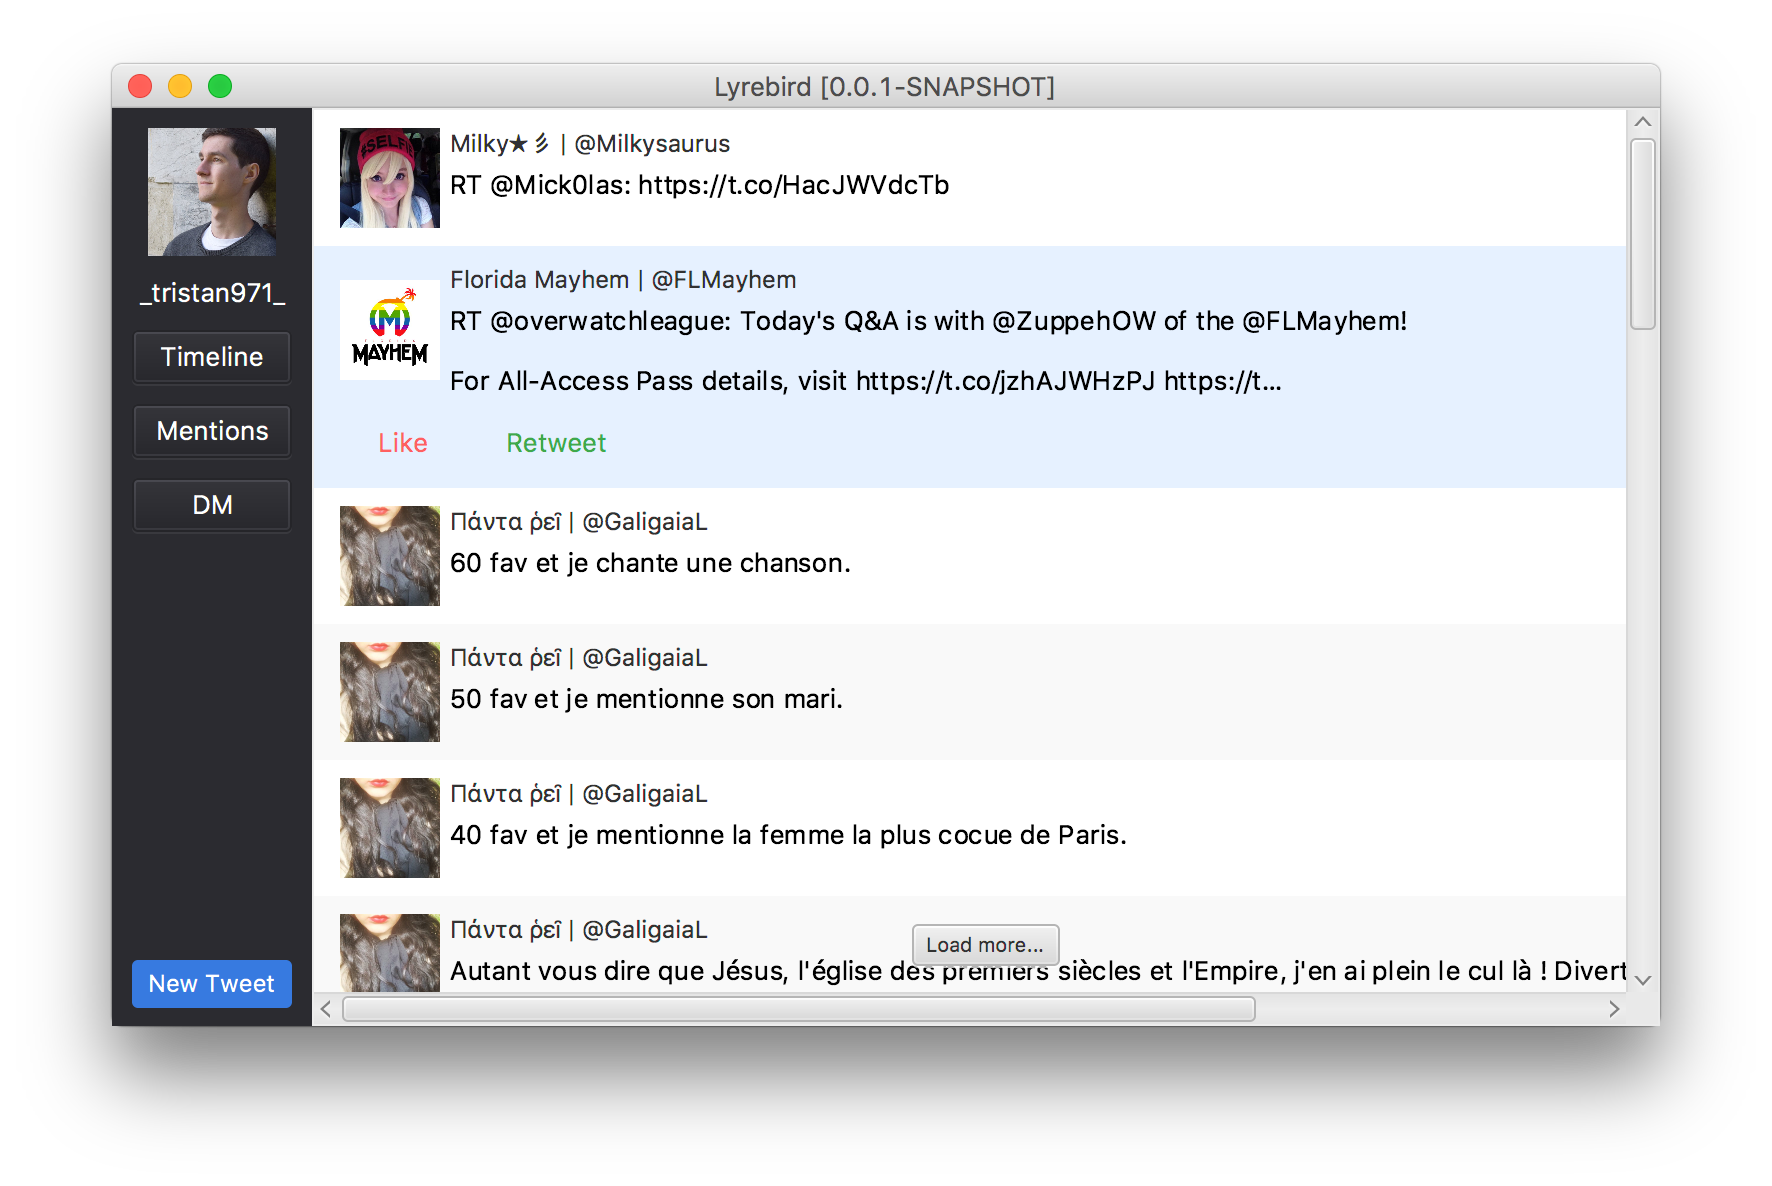 Lyrebird [0.0.1-SNAPSHOT]
_tristan971_
Timeline
Mentions
DM
New Tweet
#SELFIE
Milky★彡 | @Milkysaurus
RT @Mick0las: https://t.co/HacJWVdcTb
MAYHEM
Florida Mayhem | @FLMayhem
RT @overwatchleague: Today's Q&A is with @ZuppehOW of the @FLMayhem!
For All-Access Pass details, visit https://t.co/jzhAJWHzPJ https://t…
Like
Retweet
Πάντα ῥεῖ | @GaligaiaL
60 fav et je chante une chanson.
Πάντα ῥεῖ | @GaligaiaL
50 fav et je mentionne son mari.
Πάντα ῥεῖ | @GaligaiaL
40 fav et je mentionne la femme la plus cocue de Paris.
Πάντα ῥεῖ | @GaligaiaL
Load more...
Autant vous dire que Jésus, l'église des premiers siècles et l'Empire, j'en ai plein le cul là ! Divert